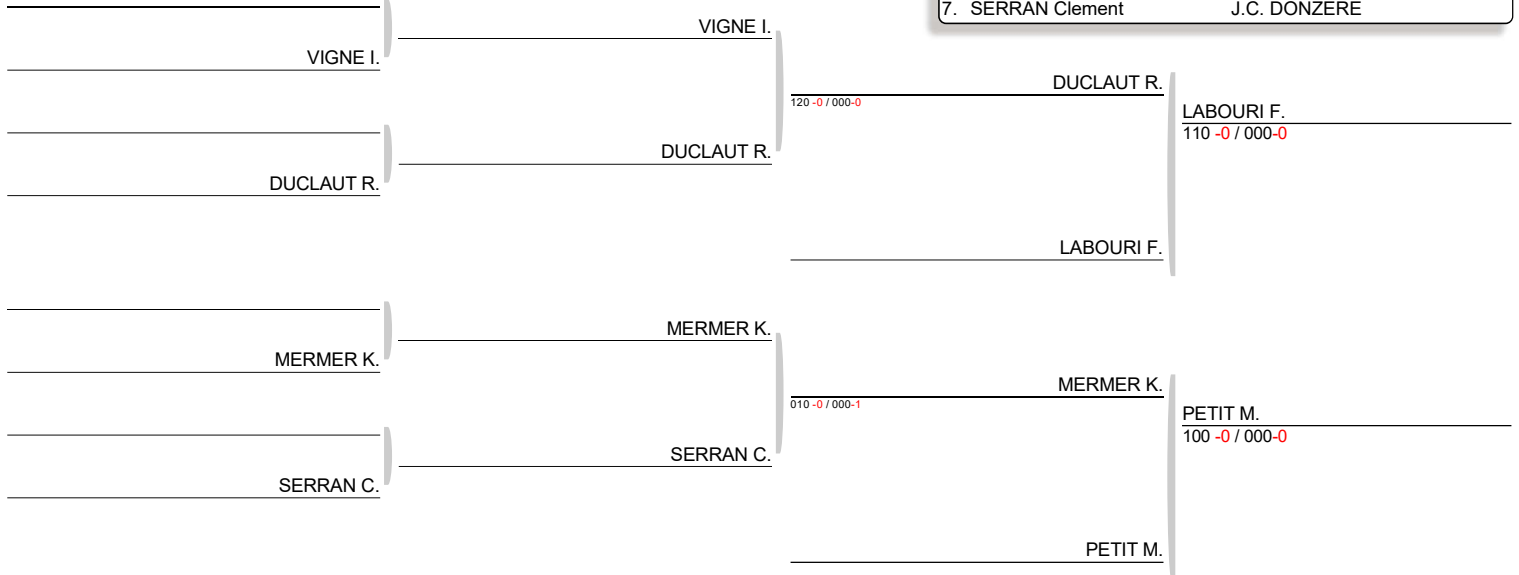 7. SERRAN Clement J.C. DONZERE
VIGNE I.
VIGNE I.
DUCLAUT R.
120 -0 / 000-0
LABOURI F.
110 -0 / 000-0
DUCLAUT R.
DUCLAUT R.
LABOURI F.
MERMER K.
MERMER K.
MERMER K.
010 -0 / 000-1
PETIT M.
100 -0 / 000-0
SERRAN C.
SERRAN C.
PETIT M.